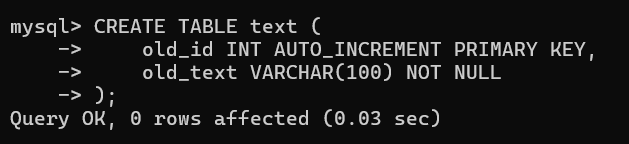 mysql> CREATE TABLE text (
    ->     old_id INT AUTO_INCREMENT PRIMARY KEY,
    ->     old_text VARCHAR(100) NOT NULL
    -> );
Query OK, 0 rows affected (0.03 sec)